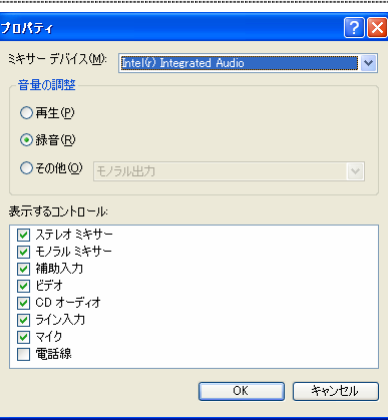 プロパティ
ミキサー デバイス(M): Intel(r) Integrated Audio
音量の調整
再生(P)
録音(R)
その他(O) モノラル出力
表示するコントロール:
ステレオ ミキサー
モノラル ミキサー
補助入力
ビデオ
CD オーディオ
ライン入力
マイク
電話線
OK キャンセル